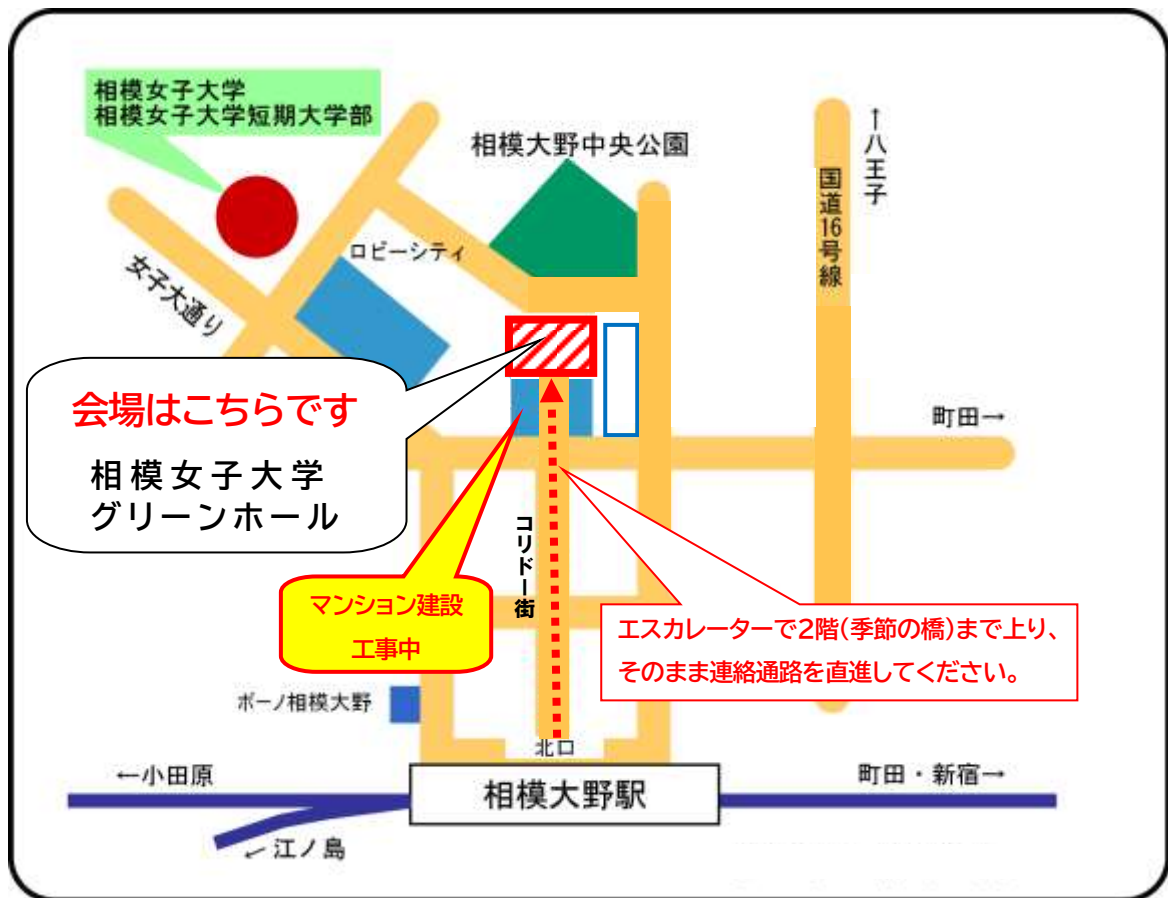 相模女子大学
相模女子大学短期大学部
相模大野中央公園
↑八王子
国道16号線
ロビーシティ
女子大通り
会場はこちらです
相模女子大学
グリーンホール
町田→
コリドー街
マンション建設
工事中
エスカレーターで2階(季節の橋)まで上り、
そのまま連絡通路を直進してください。
ボーノ相模大野
北口
←小田原
相模大野駅
町田・新宿→
↙江ノ島